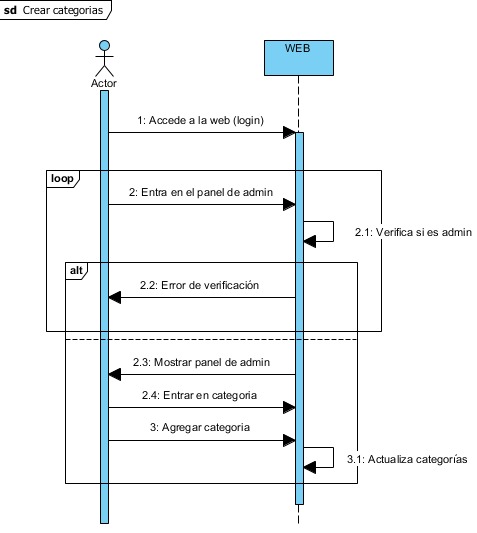 sd Crear categorias
WEB
Actor
1: Accede a la web (login)
loop
2: Entra en el panel de admin
2.1: Verifica si es admin
alt
2.2: Error de verificación
2.3: Mostrar panel de admin
2.4: Entrar en categoria
3: Agregar categoria
3.1: Actualiza categorías